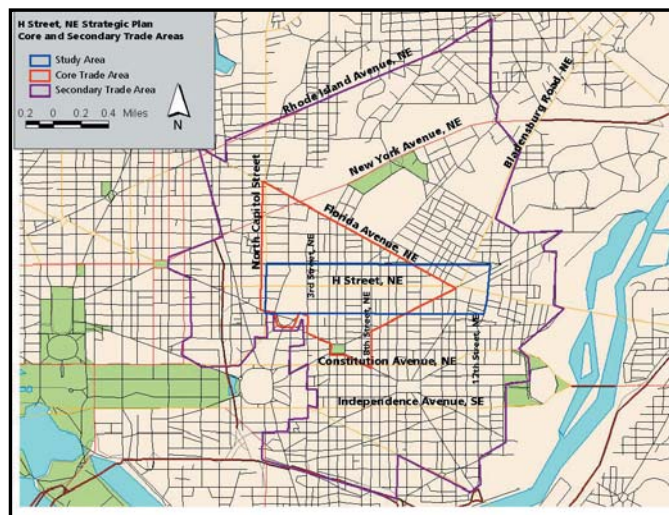 H Street, NE Strategic Plan
Core and Secondary Trade Areas
Study Area
Core Trade Area
Secondary Trade Area
0.2 0 0.2 0.4 Miles
N
Rhode Island Avenue, NE
Bladensburg Road, NE
New York Avenue, NE
North Capitol Street
Florida Avenue, NE
3rd Street, NE
H Street, NE
8th Street, NE
12th Street, NE
Constitution Avenue, NE
Independence Avenue, SE